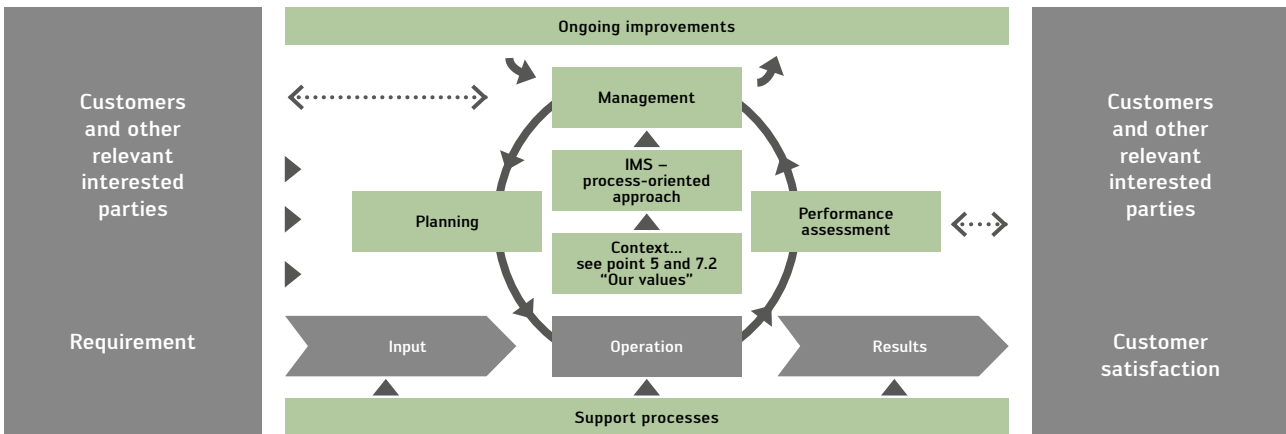 Ongoing improvements
Customers
and other
relevant
interested
parties
Requirement
Management
IMS –
process-oriented
approach
Planning
Performance
assessment
Context...
see point 5 and 7.2
“Our values”
Input
Operation
Results
Support processes
Customers
and other
relevant
interested
parties
Customer
satisfaction